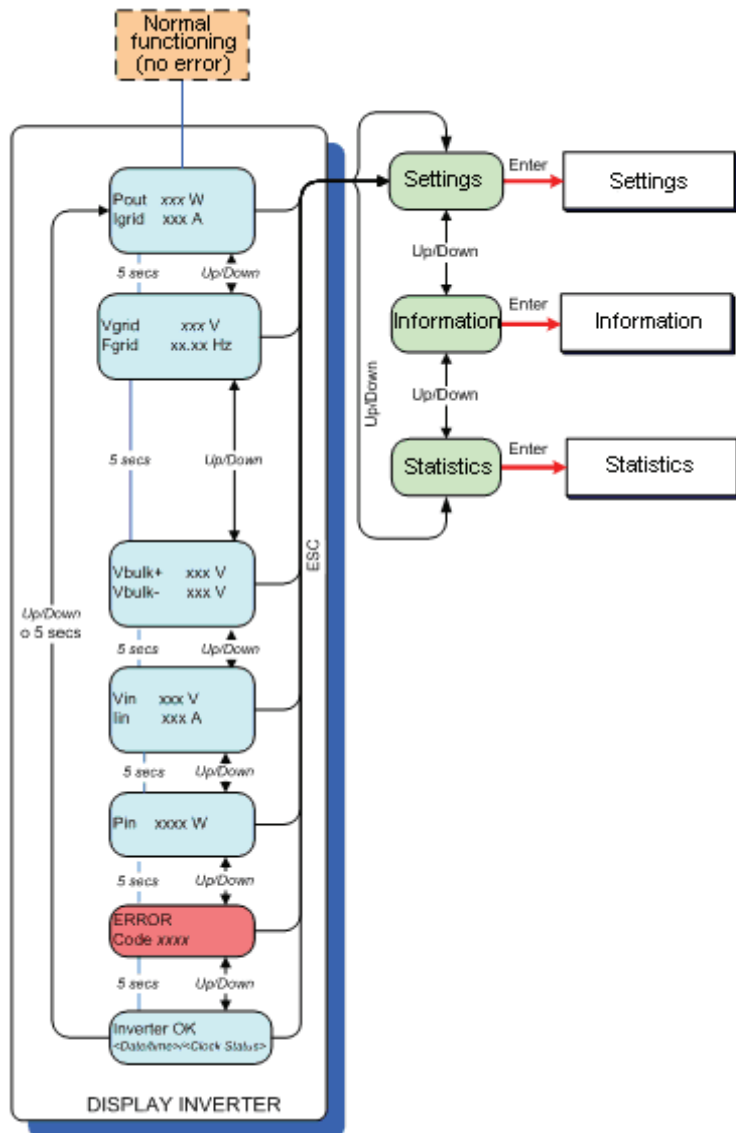 Normal
functioning
(no error)
Pout xxx W
Igrid xxx A
5 secs
Up/Down
Vgrid xxx V
Fgrid xx.xx Hz
5 secs
Up/Down
Vbulk+ xxx V
Vbulk- xxx V
Up/Down
o 5 secs
5 secs
Up/Down
Vin xxx V
Iin xxx A
5 secs
Up/Down
Pin xxxx W
5 secs
Up/Down
ERROR
Code xxxx
5 secs
Up/Down
Inverter OK
<Date/time>/<Clock Status>
DISPLAY INVERTER
ESC
Settings
Enter
Settings
Up/Down
Information
Enter
Information
Up/Down
Up/Down
Statistics
Enter
Statistics